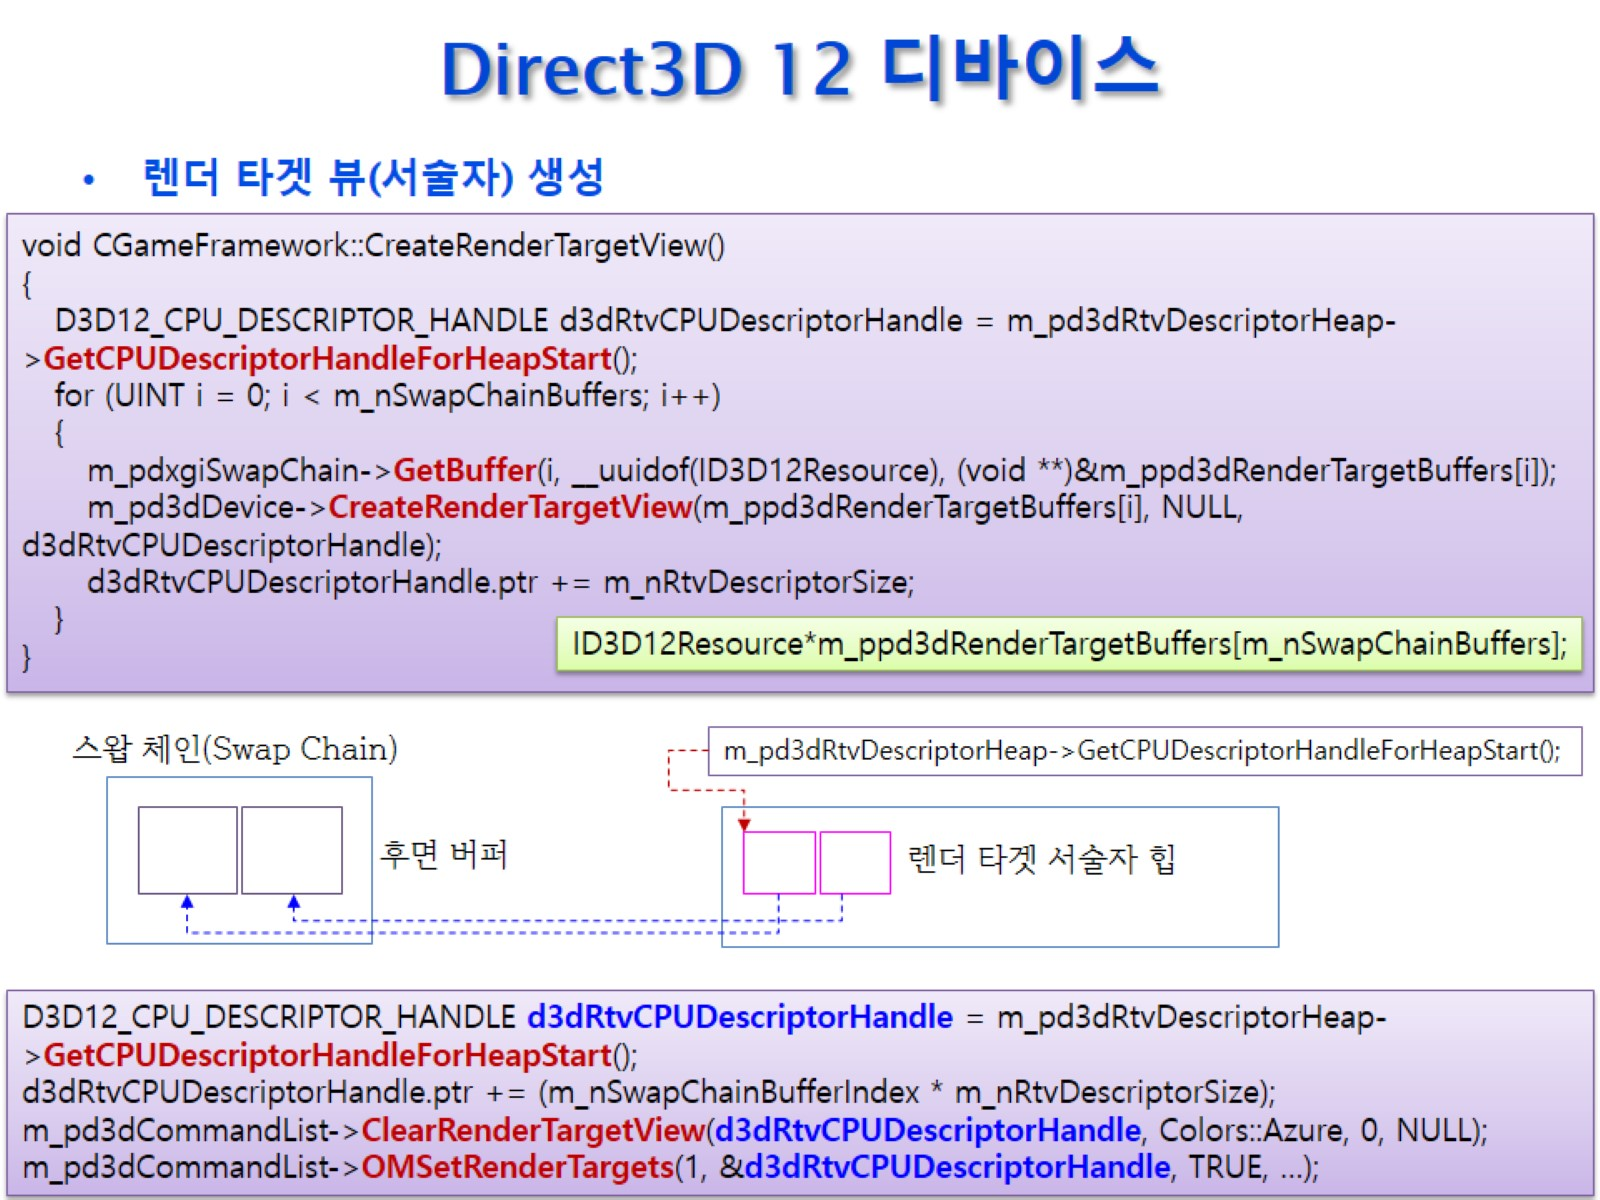 Direct3D 12 디바이스
• 렌더 타겟 뷰(서술자) 생성
void CGameFramework::CreateRenderTargetView()
{
D3D12_CPU_DESCRIPTOR_HANDLE d3dRtvCPUDescriptorHandle = m_pd3dRtvDescriptorHeap-
>GetCPUDescriptorHandleForHeapStart();
for (UINT i = 0; i < m_nSwapChainBuffers; i++)
{
m_pdxgiSwapChain->GetBuffer(i, __uuidof(ID3D12Resource), (void **)&m_ppd3dRenderTargetBuffers[i]);
m_pd3dDevice->CreateRenderTargetView(m_ppd3dRenderTargetBuffers[i], NULL,
d3dRtvCPUDescriptorHandle);
d3dRtvCPUDescriptorHandle.ptr += m_nRtvDescriptorSize;
}
}
ID3D12Resource*m_ppd3dRenderTargetBuffers[m_nSwapChainBuffers];
스왑 체인(Swap Chain)
m_pd3dRtvDescriptorHeap->GetCPUDescriptorHandleForHeapStart();
후면 버퍼
렌더 타겟 서술자 힙
D3D12_CPU_DESCRIPTOR_HANDLE d3dRtvCPUDescriptorHandle = m_pd3dRtvDescriptorHeap-
>GetCPUDescriptorHandleForHeapStart();
d3dRtvCPUDescriptorHandle.ptr += (m_nSwapChainBufferIndex * m_nRtvDescriptorSize);
m_pd3dCommandList->ClearRenderTargetView(d3dRtvCPUDescriptorHandle, Colors::Azure, 0, NULL);
m_pd3dCommandList->OMSetRenderTargets(1, &d3dRtvCPUDescriptorHandle, TRUE, ...);